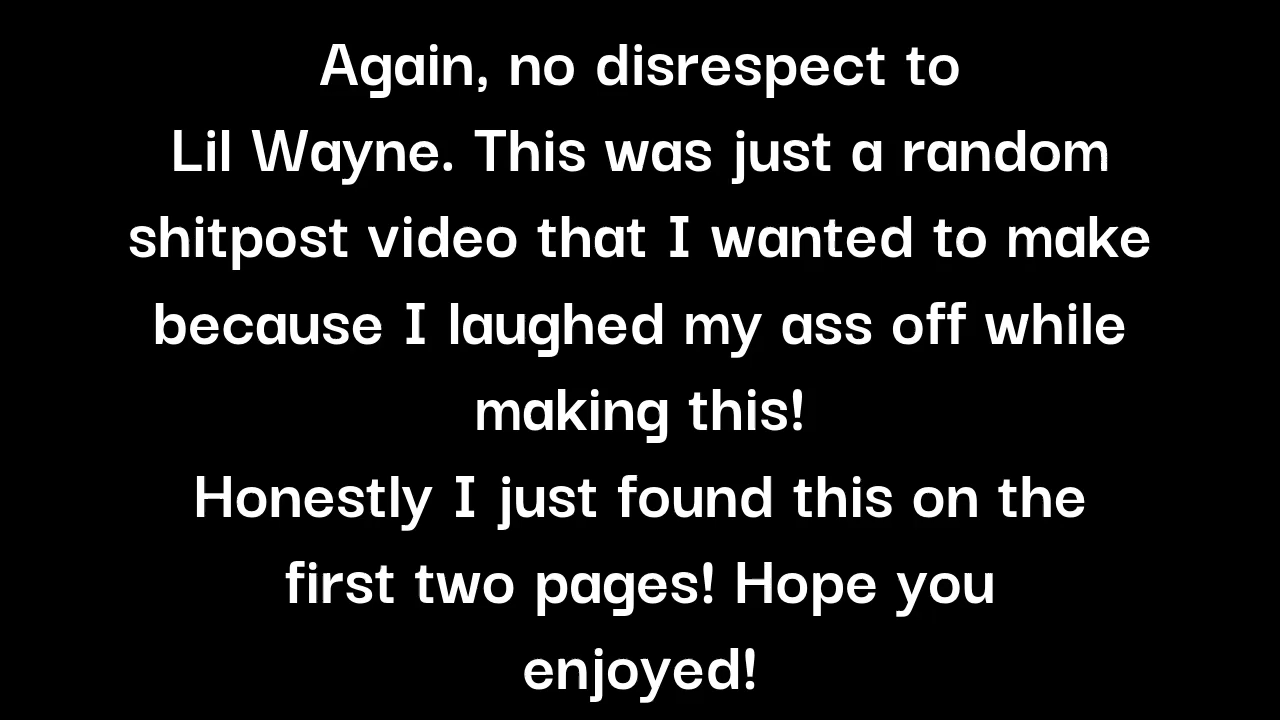 Again, no disrespect to
Lil Wayne. This was just a random
shitpost video that I wanted to make
because I laughed my ass off while
making this!
Honestly I just found this on the
first two pages! Hope you
enjoyed!